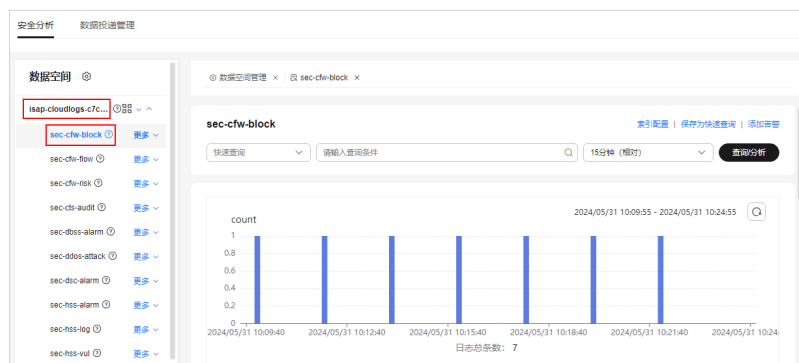 安全分析 数据投递管理
数据空间
数据空间管理 × sec-cfw-block ×
isap-cloudlogs-c7c...
sec-cfw-block 更多
sec-cfw-flow 更多
sec-cfw-risk 更多
sec-cts-audit 更多
sec-dbss-alarm 更多
sec-ddos-attack 更多
sec-dsc-alarm 更多
sec-hss-alarm 更多
sec-hss-log 更多
sec-hss-vul 更多
sec-cfw-block 索引配置 | 保存为快速查询 | 添加告警
快速查询 请输入查询条件 15分钟（相对） 查询/分析
count 2024/05/31 10:09:55 - 2024/05/31 10:24:55
1
0.8
0.6
0.4
0.2
0
2024/05/31 10:09:40 2024/05/31 10:12:40 2024/05/31 10:15:40 2024/05/31 10:18:40 2024/05/31 10:21:40 2024/05/31 10:24:
日志总条数： 7